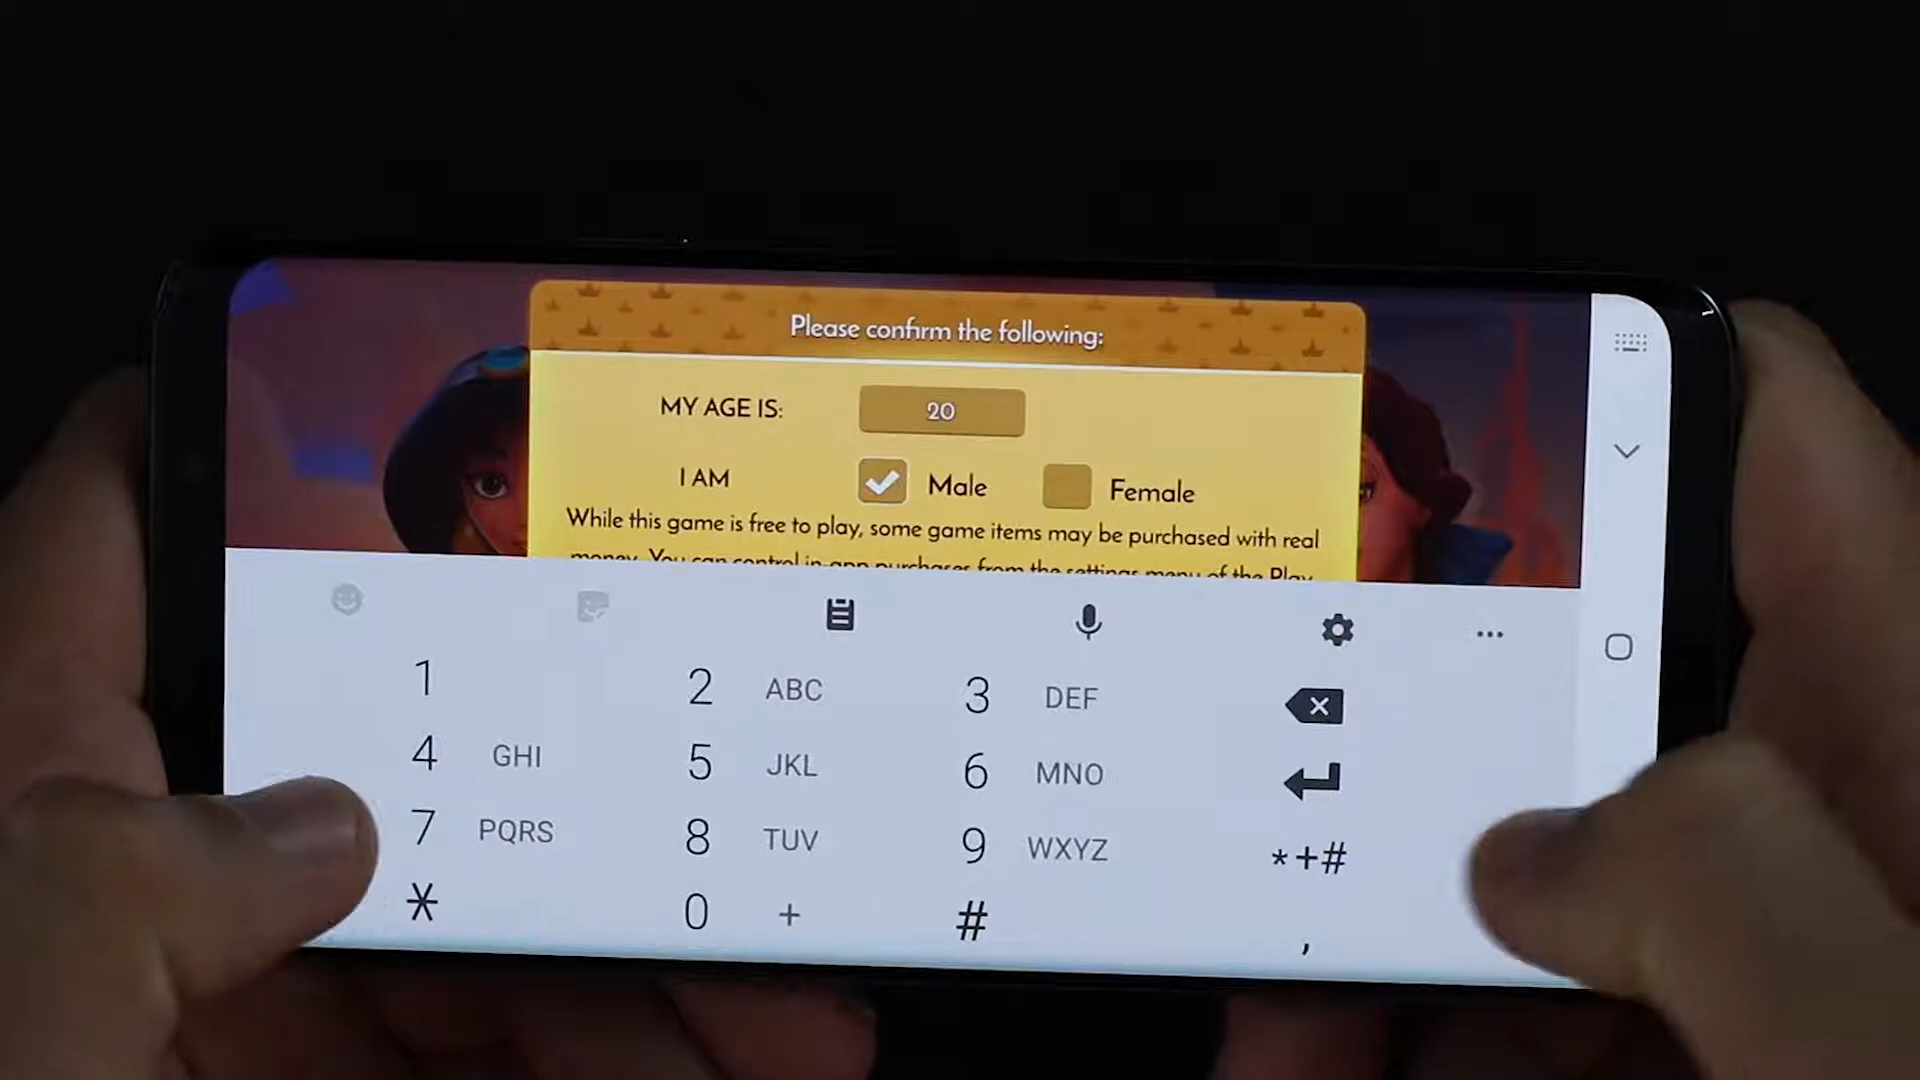 Please confirm the following:
MY AGE IS: 20
I AM Male Female
While this game is free to play, some game items may be purchased with real
money. You can control in-app purchases from the settings menu of the Play
1 2 ABC 3 DEF
4 GHI 5 JKL 6 MNO
7 PQRS 8 TUV 9 WXYZ *+#
* 0 + # ,